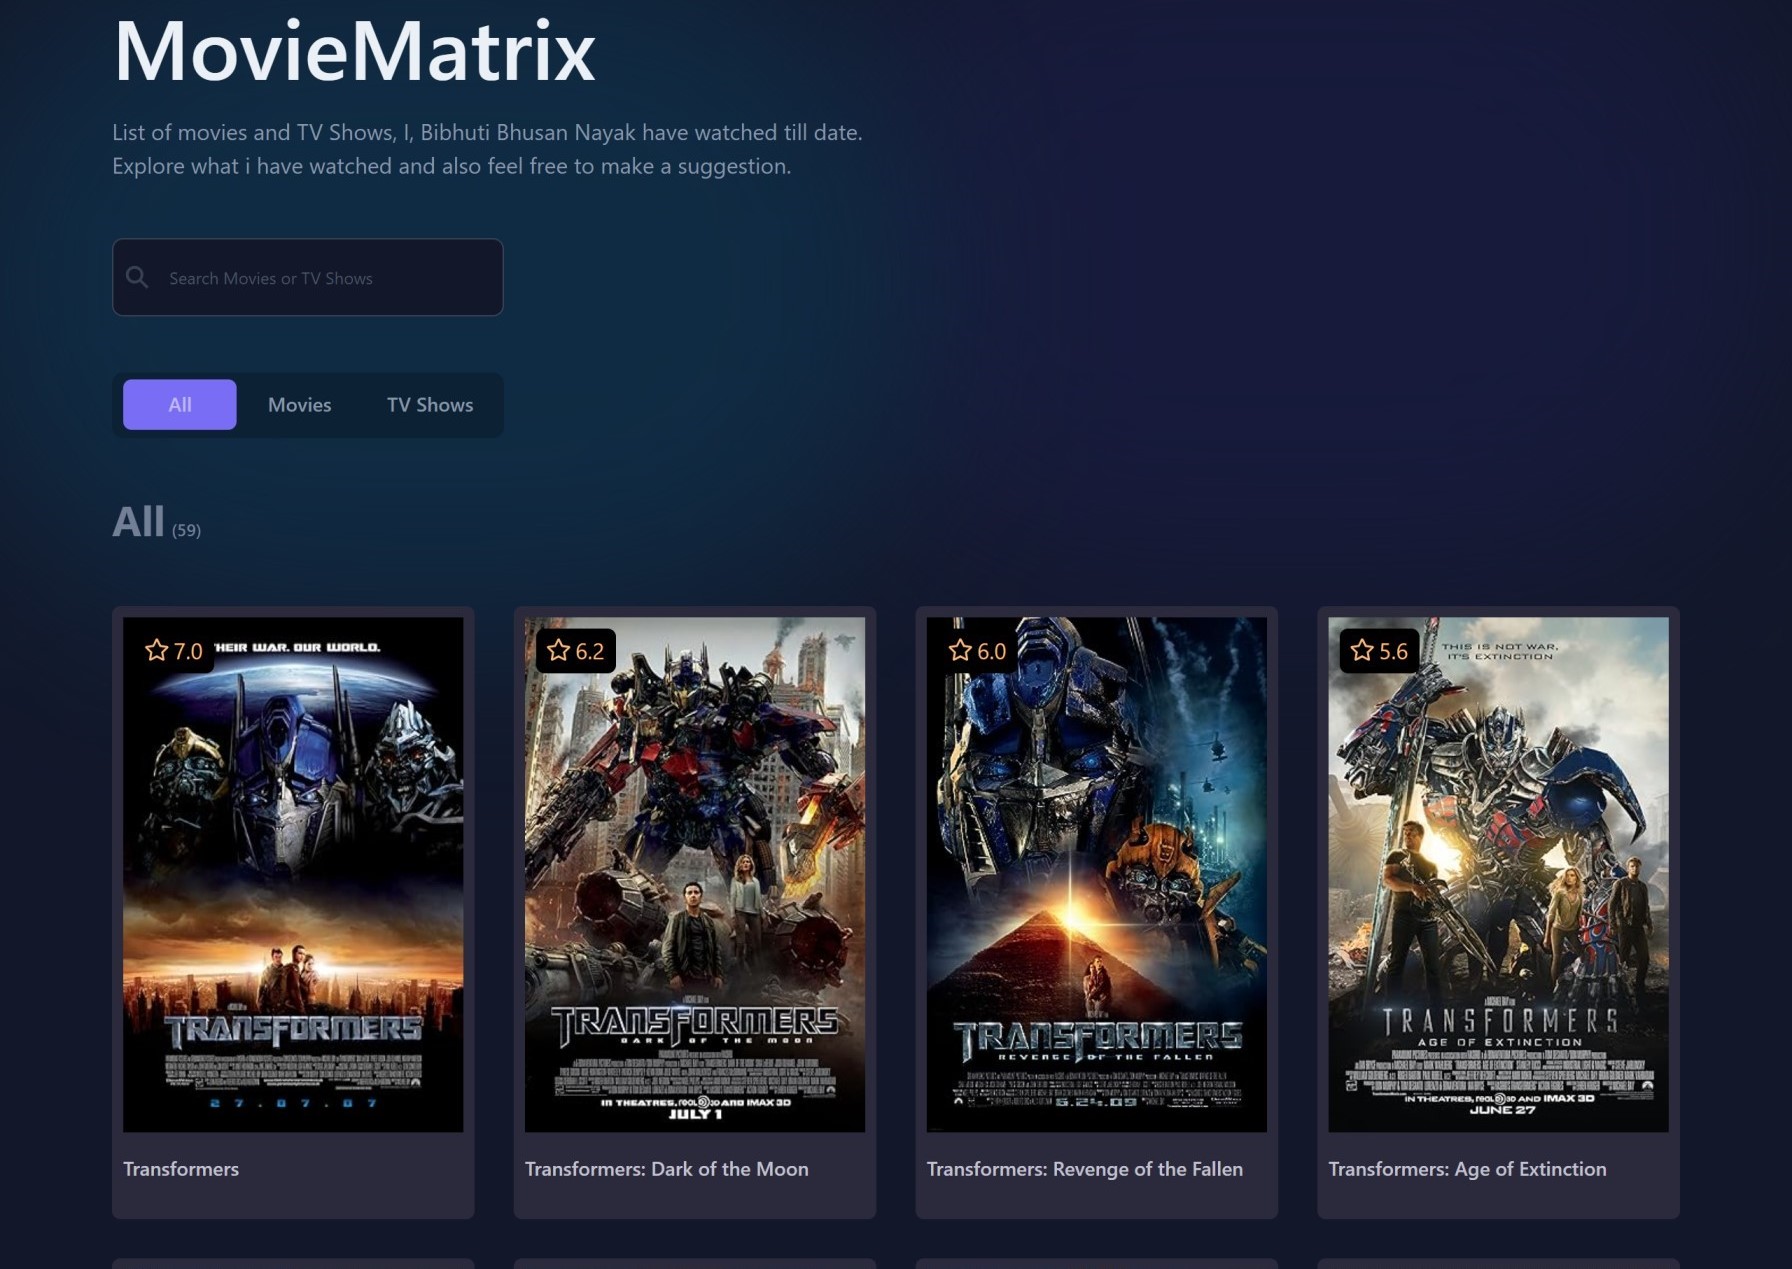 MovieMatrix
List of movies and TV Shows, I, Bibhuti Bhusan Nayak have watched till date.
Explore what i have watched and also feel free to make a suggestion.
Search Movies or TV Shows
All Movies TV Shows
All (59)
7.0
HEIR WAR. OUR WORLD.
TRANSFORMERS
27.07.07
Transformers
6.2
TRANSFORMERS
DARK OF THE MOON
IN THEATRES, REAL D 3D AND IMAX 3D
JULY 1
Transformers: Dark of the Moon
6.0
TRANSFORMERS
REVENGE OF THE FALLEN
6.24.09
Transformers: Revenge of the Fallen
5.6
THIS IS NOT WAR,
IT'S EXTINCTION
TRANSFORMERS
AGE OF EXTINCTION
IN THEATRES, REAL D 3D AND IMAX 3D
JUNE 27
Transformers: Age of Extinction